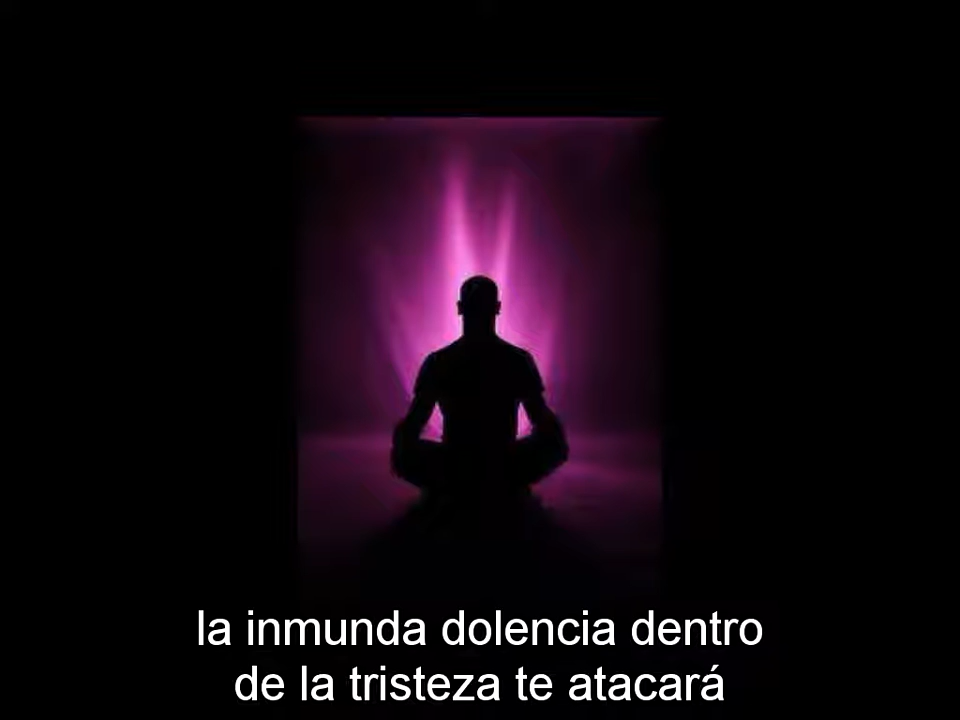 la inmunda dolencia dentro
de la tristeza te atacará